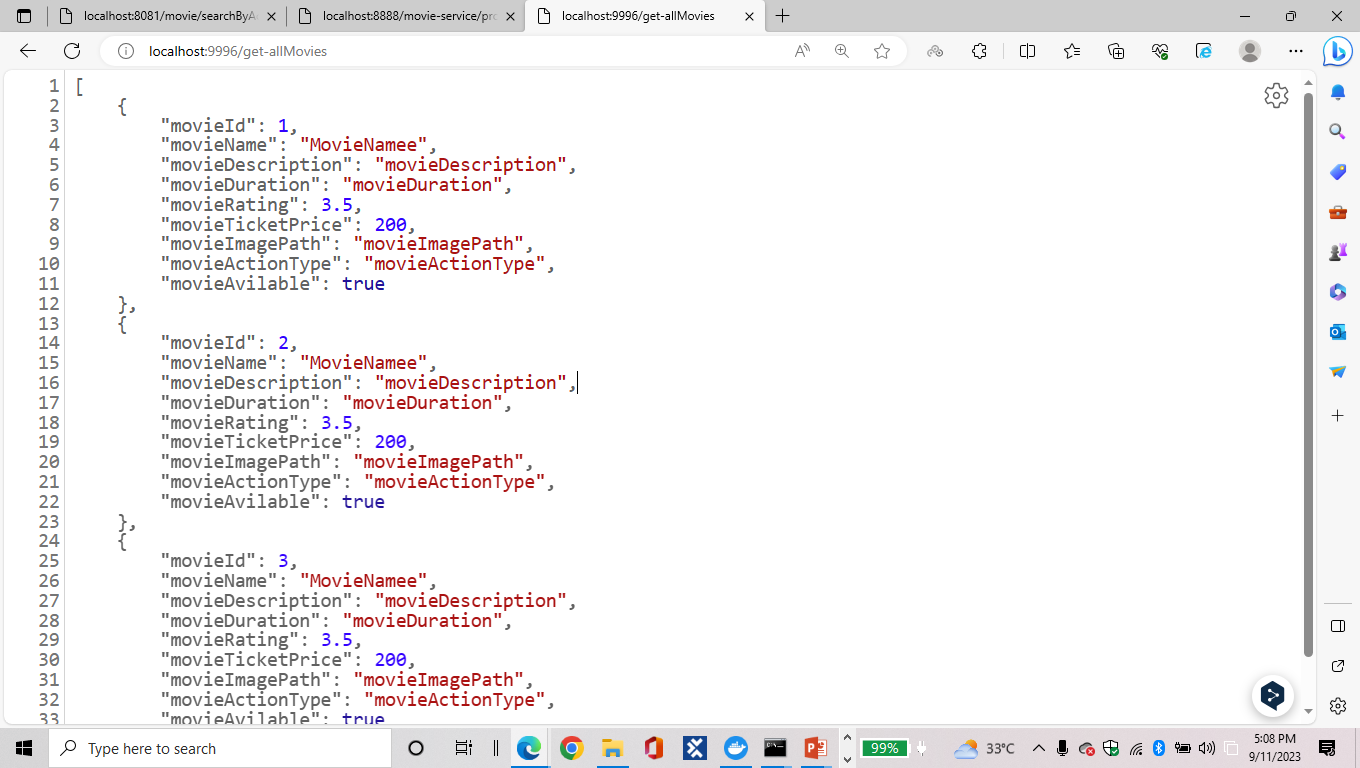 localhost:8081/movie/searchByA
localhost:8888/movie-service/pro
localhost:9996/get-allMovies
localhost:9996/get-allMovies
1 [
2 {
3 "movieId": 1,
4 "movieName": "MovieNamee",
5 "movieDescription": "movieDescription",
6 "movieDuration": "movieDuration",
7 "movieRating": 3.5,
8 "movieTicketPrice": 200,
9 "movieImagePath": "movieImagePath",
10 "movieActionType": "movieActionType",
11 "movieAvilable": true
12 },
13 {
14 "movieId": 2,
15 "movieName": "MovieNamee",
16 "movieDescription": "movieDescription",
17 "movieDuration": "movieDuration",
18 "movieRating": 3.5,
19 "movieTicketPrice": 200,
20 "movieImagePath": "movieImagePath",
21 "movieActionType": "movieActionType",
22 "movieAvilable": true
23 },
24 {
25 "movieId": 3,
26 "movieName": "MovieNamee",
27 "movieDescription": "movieDescription",
28 "movieDuration": "movieDuration",
29 "movieRating": 3.5,
30 "movieTicketPrice": 200,
31 "movieImagePath": "movieImagePath",
32 "movieActionType": "movieActionType",
33 "movieAvilable": true
Type here to search
99%
33°C
5:08 PM
9/11/2023